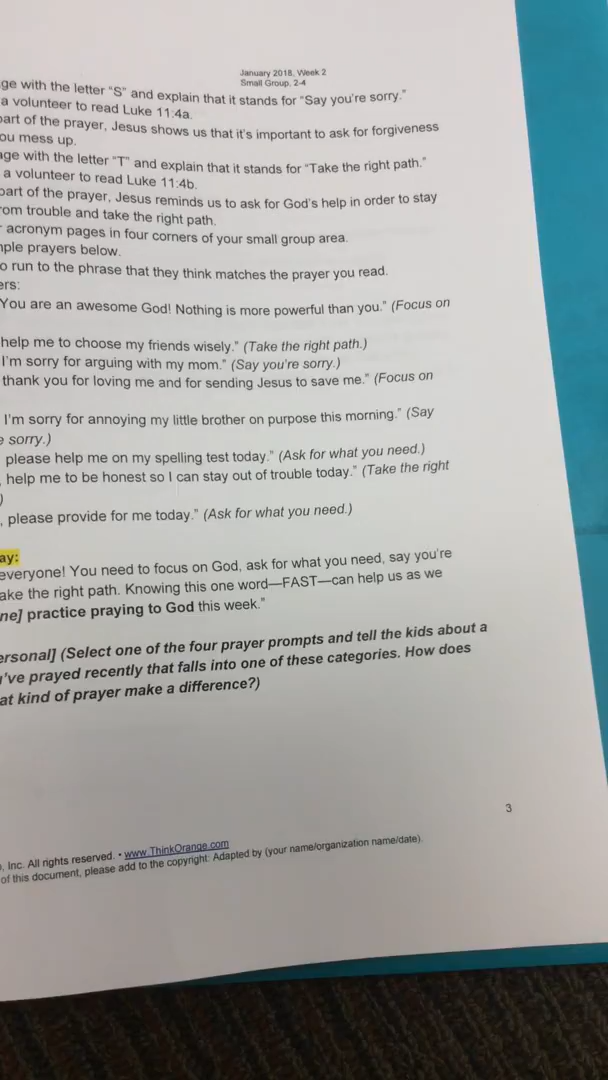 January 2018, Week 2
Small Group, 2-4
ge with the letter "S" and explain that it stands for "Say you're sorry."
a volunteer to read Luke 11:4a.
part of the prayer, Jesus shows us that it's important to ask for forgiveness
ou mess up.
age with the letter "T" and explain that it stands for "Take the right path."
a volunteer to read Luke 11:4b.
part of the prayer, Jesus reminds us to ask for God's help in order to stay
rom trouble and take the right path.
acronym pages in four corners of your small group area.
mple prayers below.
o run to the phrase that they think matches the prayer you read.
ers:
You are an awesome God! Nothing is more powerful than you." (Focus on
help me to choose my friends wisely." (Take the right path.)
I'm sorry for arguing with my mom." (Say you're sorry.)
thank you for loving me and for sending Jesus to save me." (Focus on
I'm sorry for annoying my little brother on purpose this morning." (Say
e sorry.)
please help me on my spelling test today." (Ask for what you need.)
, help me to be honest so I can stay out of trouble today." (Take the right
)
, please provide for me today." (Ask for what you need.)
ay:
everyone! You need to focus on God, ask for what you need, say you're
ake the right path. Knowing this one word—FAST—can help us as we
ne] practice praying to God this week."
ersonal] (Select one of the four prayer prompts and tell the kids about a
u've prayed recently that falls into one of these categories. How does
at kind of prayer make a difference?)
3
, Inc. All rights reserved. • www.ThinkOrange.com
of this document, please add to the copyright: Adapted by (your name/organization name/date).